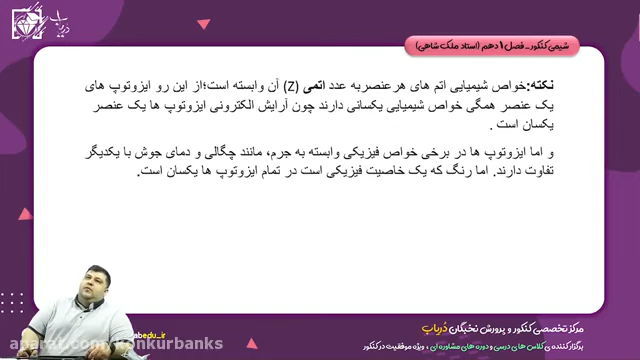 دریاب
شیمی کنکور - فصل ۱ دهم (استاد ملک شاهی)
نکته:خواص شیمیایی اتم های هرعنصربه عدد اتمی (Z) آن وابسته است؛از این رو ایزوتوپ های
یک عنصر همگی خواص شیمیایی یکسانی دارند چون آرایش الکترونی ایزوتوپ ها یک عنصر
یکسان است .
و اما ایزوتوپ ها در برخی خواص فیزیکی وابسته به جرم، مانند چگالی و دمای جوش با یکدیگر
تفاوت دارند. اما رنگ که یک خاصیت فیزیکی است در تمام ایزوتوپ ها یکسان است.
مرکز تخصصی کنکور و پرورش نخبگان دُریاب
abedu_ir
برگزارکننده ی کلاس های درسی و دوره های مشاوره ای ، ویژه موفقیت در کنکور
aparat.com/konkurbanks